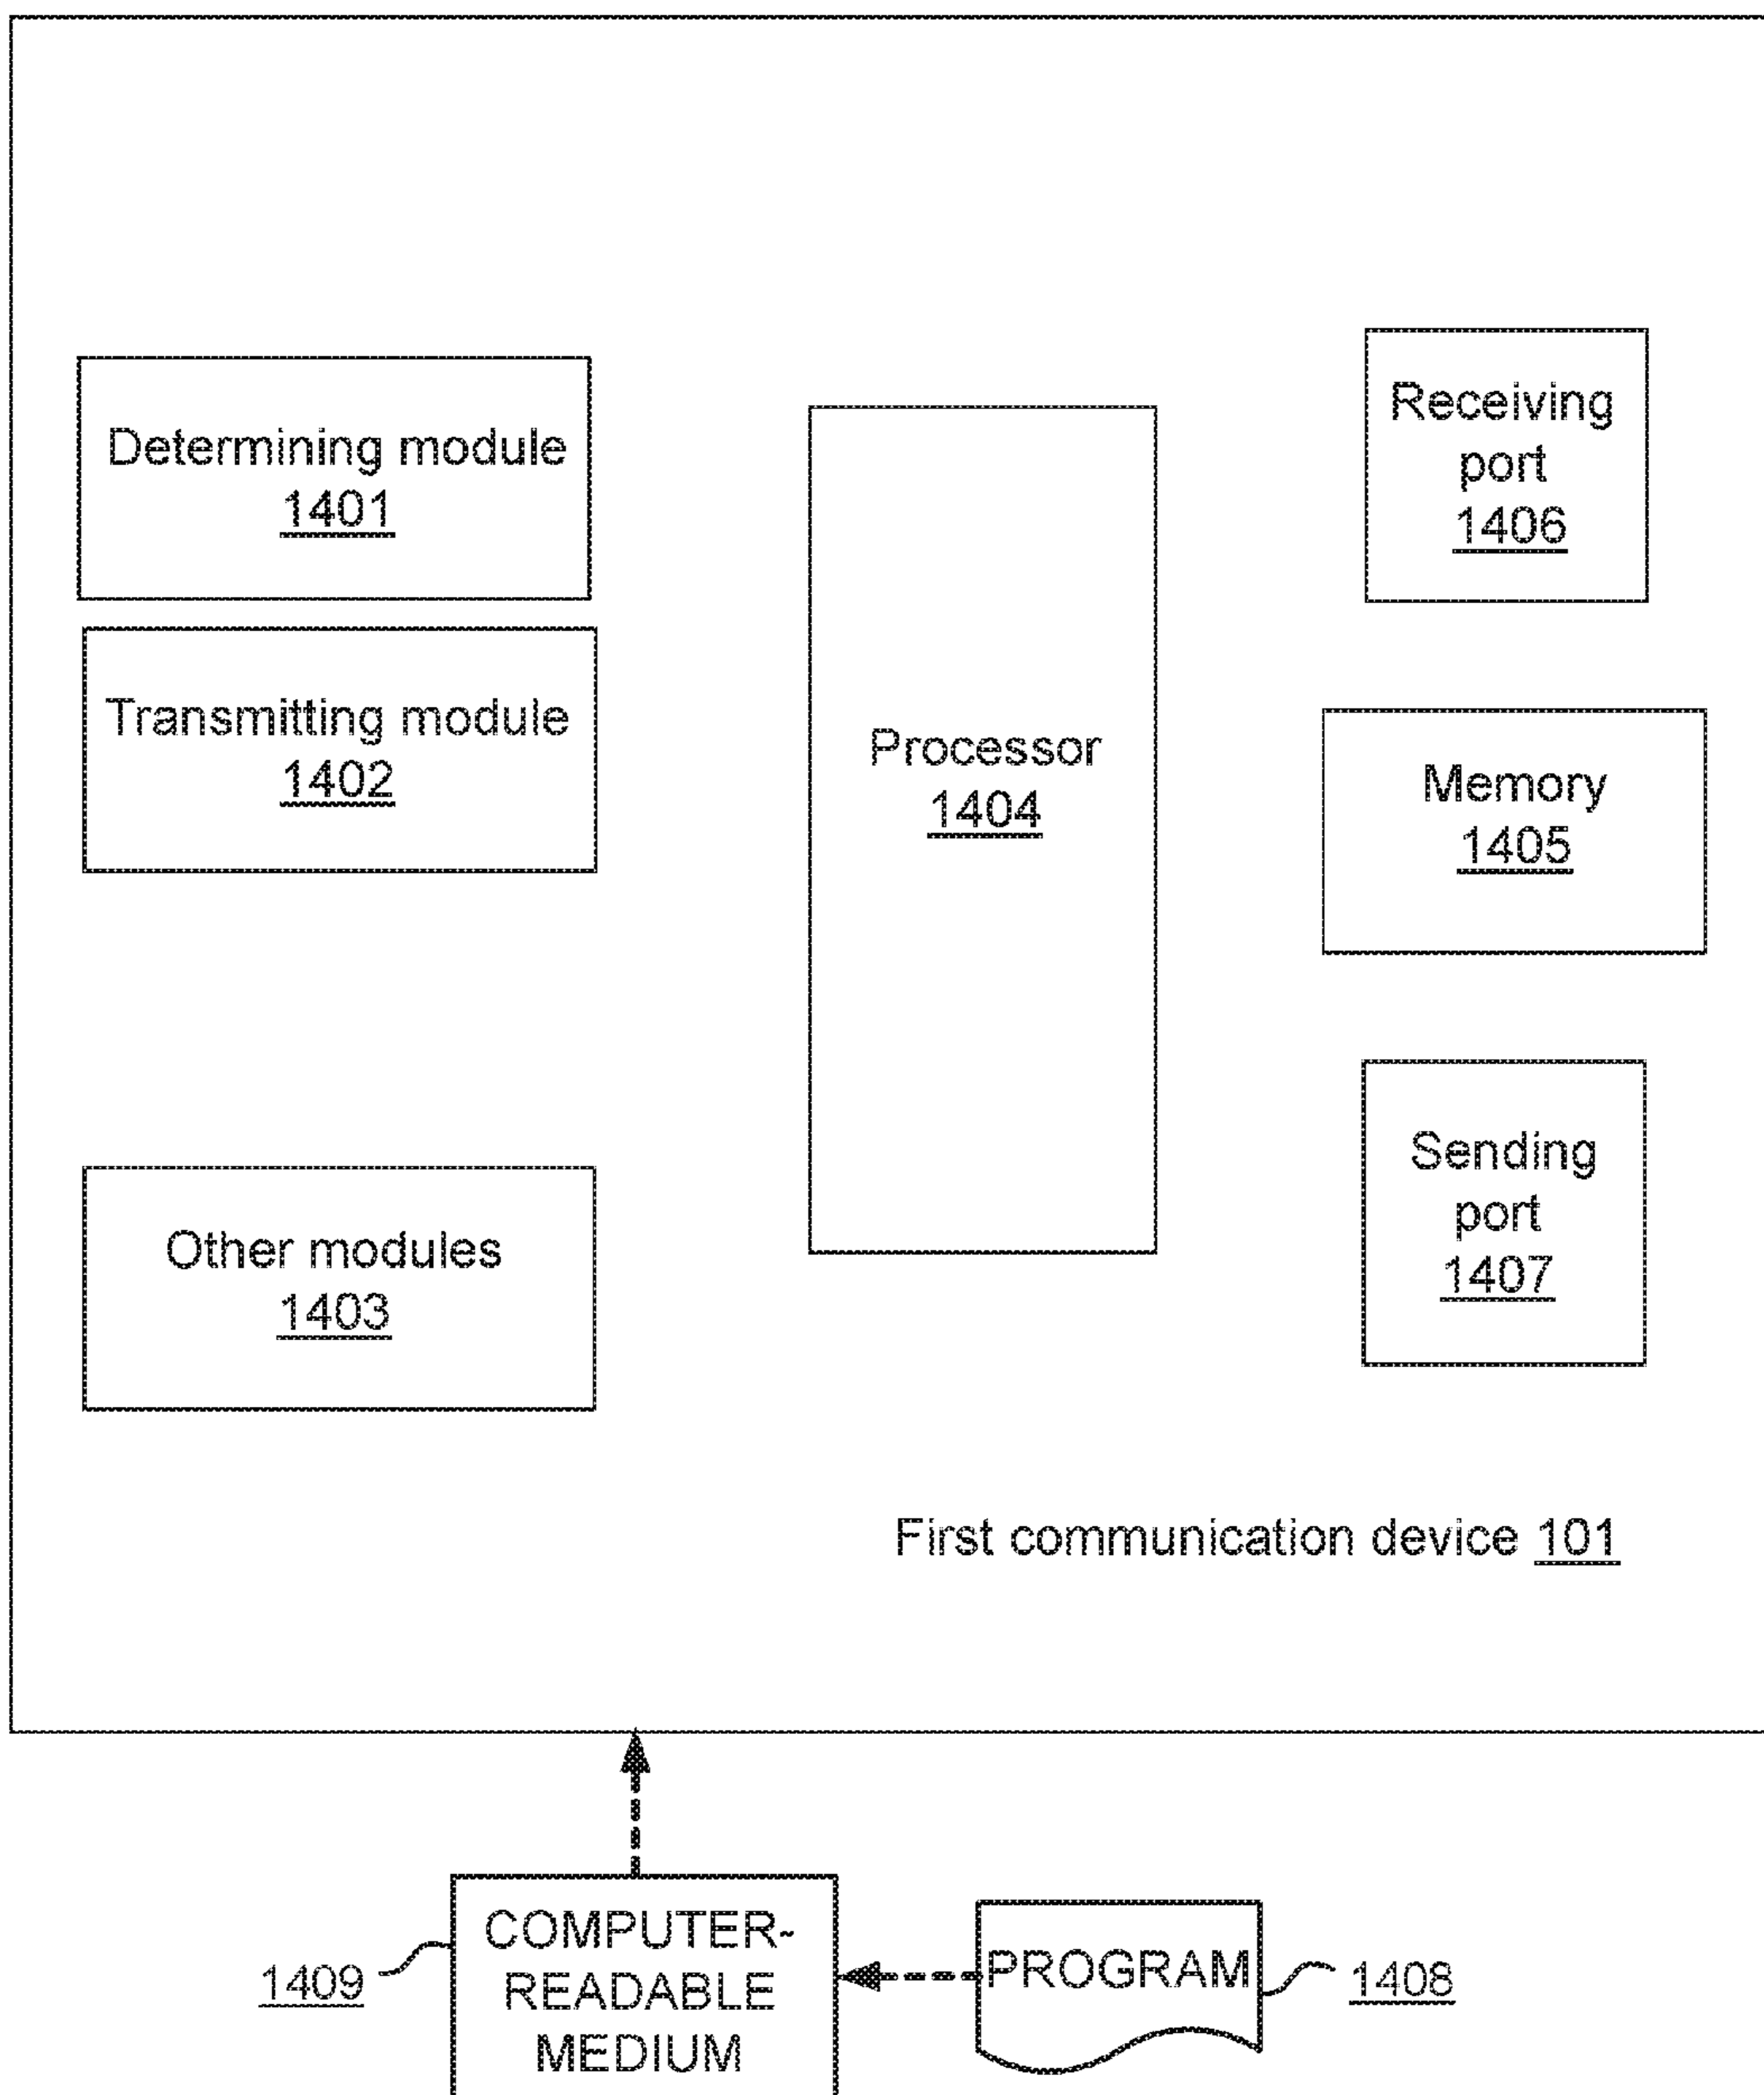 Determining module
1401
Transmitting module
1402
Other modules
1403
Processor
1404
Receiving
port
1406
Memory
1405
Sending
port
1407
First communication device 101
1409
COMPUTER-
READABLE
MEDIUM
PROGRAM
1408